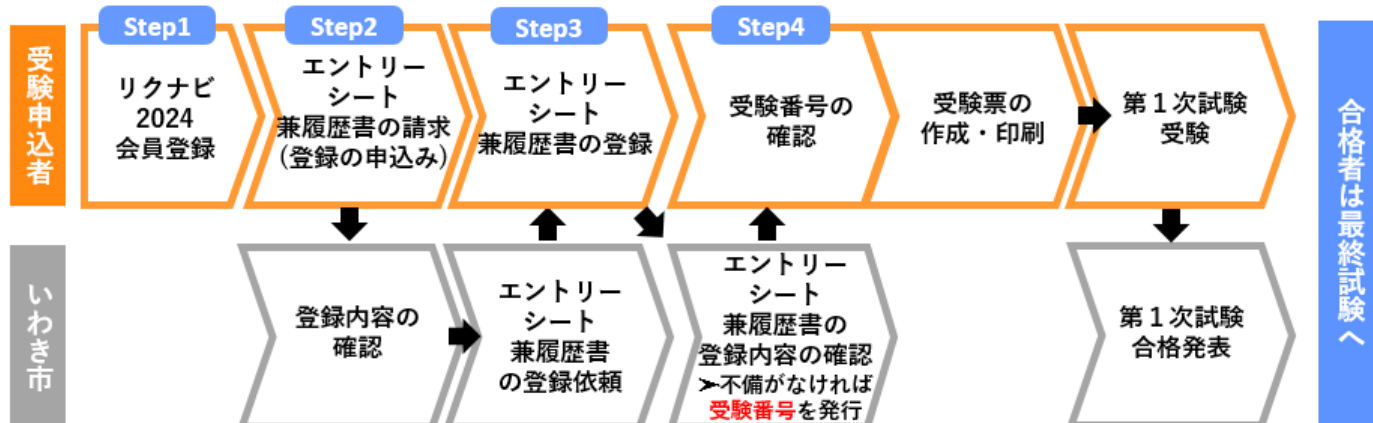 受験申込者
Step1
リクナビ
2024
会員登録
Step2
エントリー
シート
兼履歴書の請求
(登録の申込み)
Step3
エントリー
シート
兼履歴書の登録
Step4
受験番号の
確認
受験票の
作成・印刷
第１次試験
受験
いわき市
登録内容の
確認
エントリー
シート
兼履歴書
の登録依頼
エントリー
シート
兼履歴書の
登録内容の確認
➤不備がなければ
受験番号を発行
第１次試験
合格発表
合格者は最終試験へ